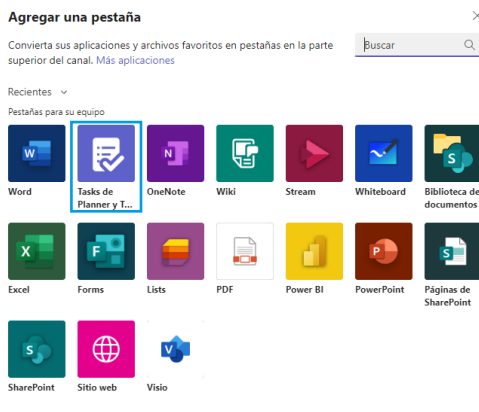 Agregar una pestaña
Convierta sus aplicaciones y archivos favoritos en pestañas en la parte
superior del canal. Más aplicaciones
Buscar
Recientes
Pestañas para su equipo
W
N
S
Word
Tasks de
Planner y T...
OneNote
Wiki
Stream
Whiteboard
Biblioteca de
documentos
X
F
P
S
Excel
Forms
Lists
PDF
Power BI
PowerPoint
Páginas de
SharePoint
S
V
SharePoint
Sitio web
Visio